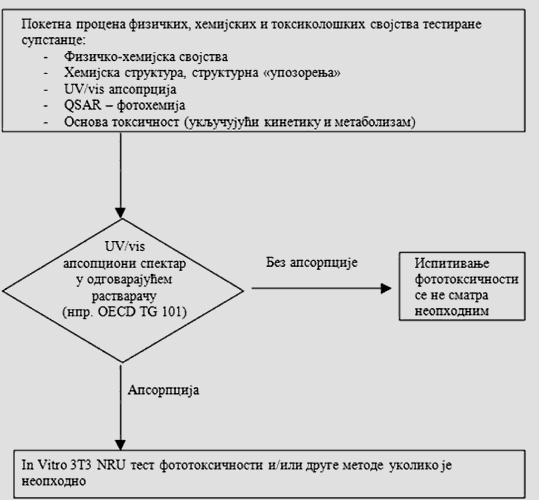 Покетна процена физичких, хемијских и токсиколошких својства тестиране
супстанце:
- Физичко-хемијска својства
- Хемијска структура, структурна «упозорења»
- UV/vis апсопрција
- QSAR – фотохемија
- Основа токсичност (укључујући кинетику и метаболизам)
UV/vis
апсопциони спектар
у одговарајућем
растварачу
(нпр. OECD TG 101)
Без апсорпције
Испитивање
фототоксичности
се не сматра
неопходним
Апсорпција
In Vitro 3T3 NRU тест фототоксичности и/или друге методе уколико је
неопходно